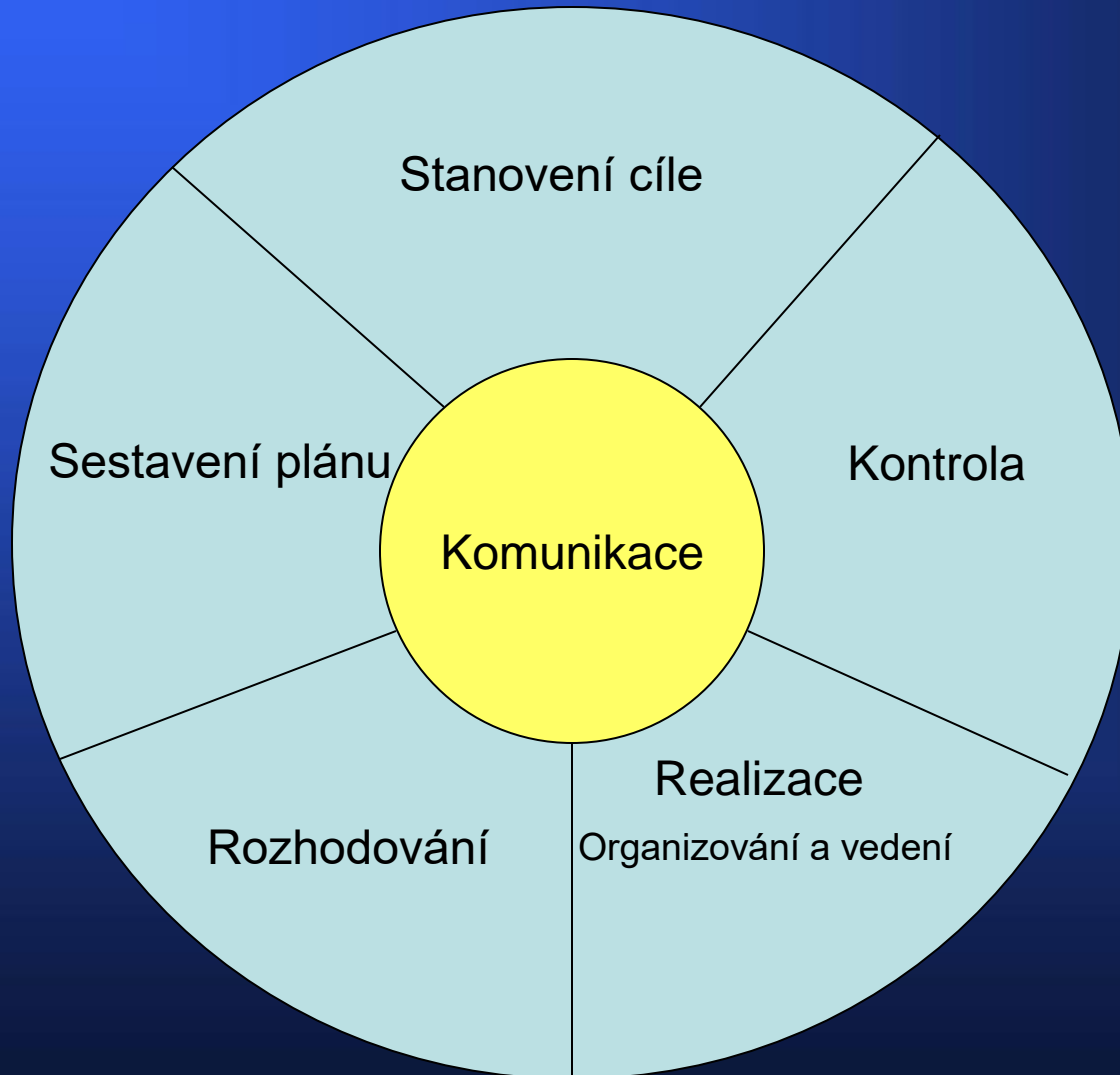 Stanovení cíle
Sestavení plánu
Kontrola
Komunikace
Realizace
Rozhodování
Organizování a vedení